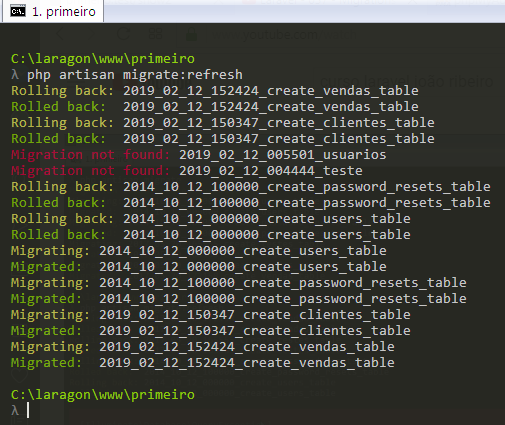 1. primeiro
C:\laragon\www\primeiro
λ php artisan migrate:refresh
Rolling back: 2019_02_12_152424_create_vendas_table
Rolled back:  2019_02_12_152424_create_vendas_table
Rolling back: 2019_02_12_150347_create_clientes_table
Rolled back:  2019_02_12_150347_create_clientes_table
Migration not found: 2019_02_12_005501_usuarios
Migration not found: 2019_02_12_004444_teste
Rolling back: 2014_10_12_100000_create_password_resets_table
Rolled back:  2014_10_12_100000_create_password_resets_table
Rolling back: 2014_10_12_000000_create_users_table
Rolled back:  2014_10_12_000000_create_users_table
Migrating: 2014_10_12_000000_create_users_table
Migrated:  2014_10_12_000000_create_users_table
Migrating: 2014_10_12_100000_create_password_resets_table
Migrated:  2014_10_12_100000_create_password_resets_table
Migrating: 2019_02_12_150347_create_clientes_table
Migrated:  2019_02_12_150347_create_clientes_table
Migrating: 2019_02_12_152424_create_vendas_table
Migrated:  2019_02_12_152424_create_vendas_table
C:\laragon\www\primeiro
λ